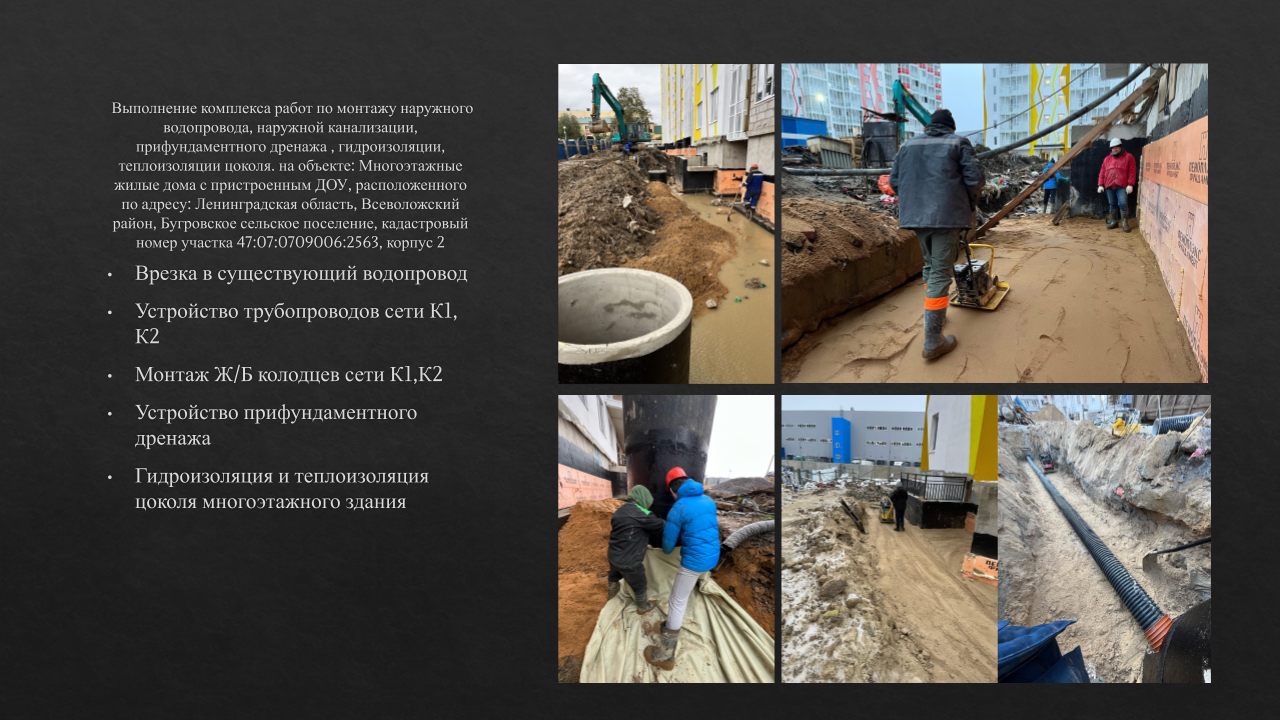 Выполнение комплекса работ по монтажу наружного
водопровода, наружной канализации,
прифундаментного дренажа , гидроизоляции,
теплоизоляции цоколя. на объекте: Многоэтажные
жилые дома с пристроенным ДОУ, расположенного
по адресу: Ленинградская область, Всеволожский
район, Бугровское сельское поселение, кадастровый
номер участка 47:07:0709006:2563, корпус 2
• Врезка в существующий водопровод
• Устройство трубопроводов сети К1,
К2
• Монтаж Ж/Б колодцев сети К1,К2
• Устройство прифундаментного
дренажа
• Гидроизоляция и теплоизоляция
цоколя многоэтажного здания